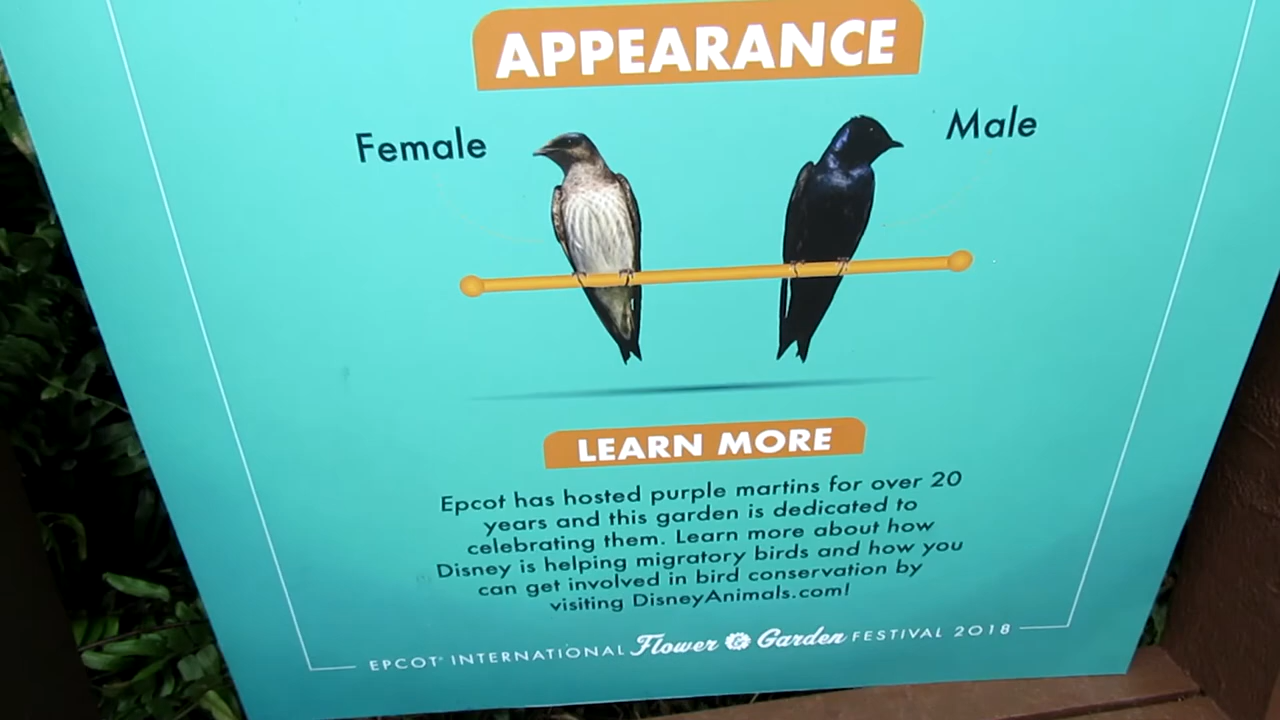 APPEARANCE
Female
Male
LEARN MORE
Epcot has hosted purple martins for over 20
years and this garden is dedicated to
celebrating them. Learn more about how
Disney is helping migratory birds and how you
can get involved in bird conservation by
visiting DisneyAnimals.com!
EPCOT® INTERNATIONAL Flower & Garden FESTIVAL 2018